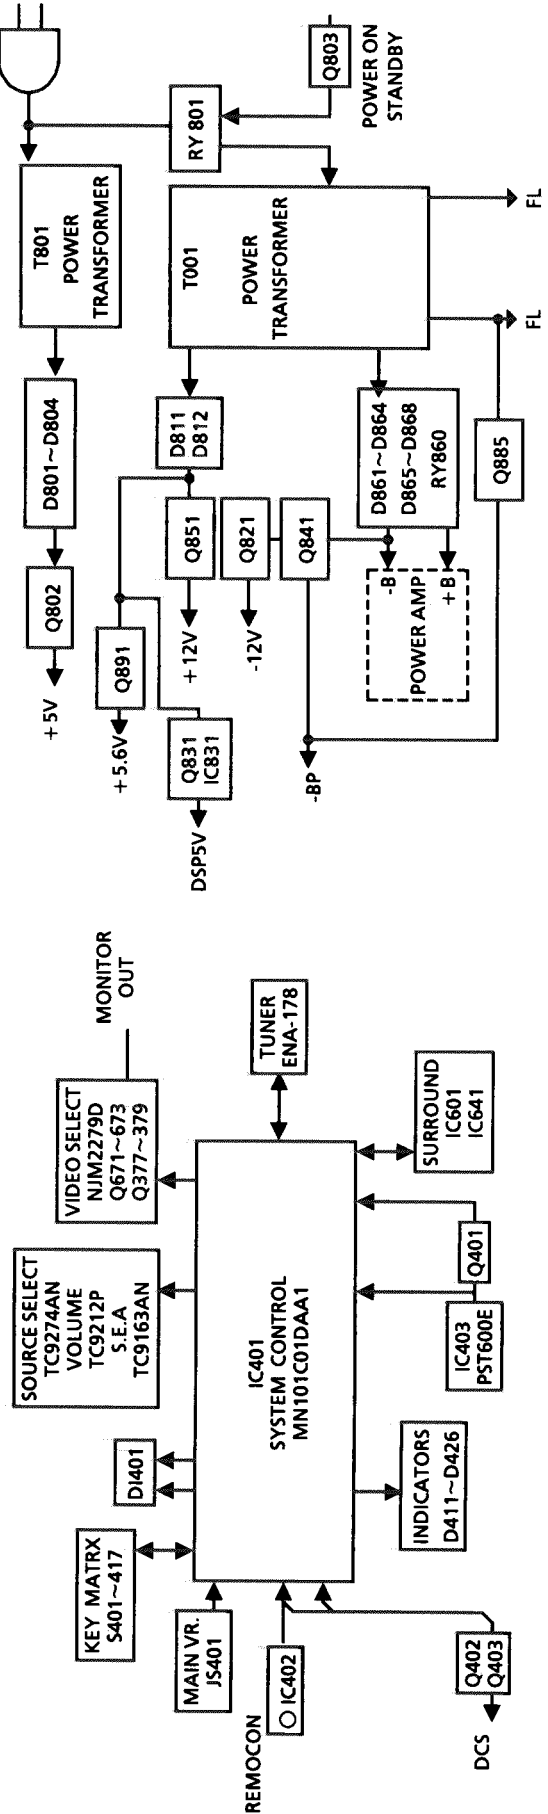 KEY MATRX
S401~417
DI401
SOURCE SELECT
TC9274AN
VOLUME
TC9212P
S.E.A
TC9163AN
VIDEO SELECT
NJM2279D
Q671~673
Q377~379
MONITOR
OUT
MAIN VR.
JS401
REMOCON
IC402
IC401
SYSTEM CONTROL
MN101C01DAA1
TUNER
ENA-178
DCS
Q402
Q403
INDICATORS
D411~D426
IC403
PST600E
Q401
SURROUND
IC601
IC641
+5V
Q802
D801~D804
T801
POWER
TRANSFORMER
+5.6V
Q891
DSP5V
Q831
IC831
+12V
Q851
D811
D812
-12V
Q821
Q841
T001
POWER
TRANSFORMER
RY 801
Q803
POWER ON
STANDBY
-BP
POWER AMP
-B
+B
D861~D864
D865~D868
RY860
Q885
FL
FL